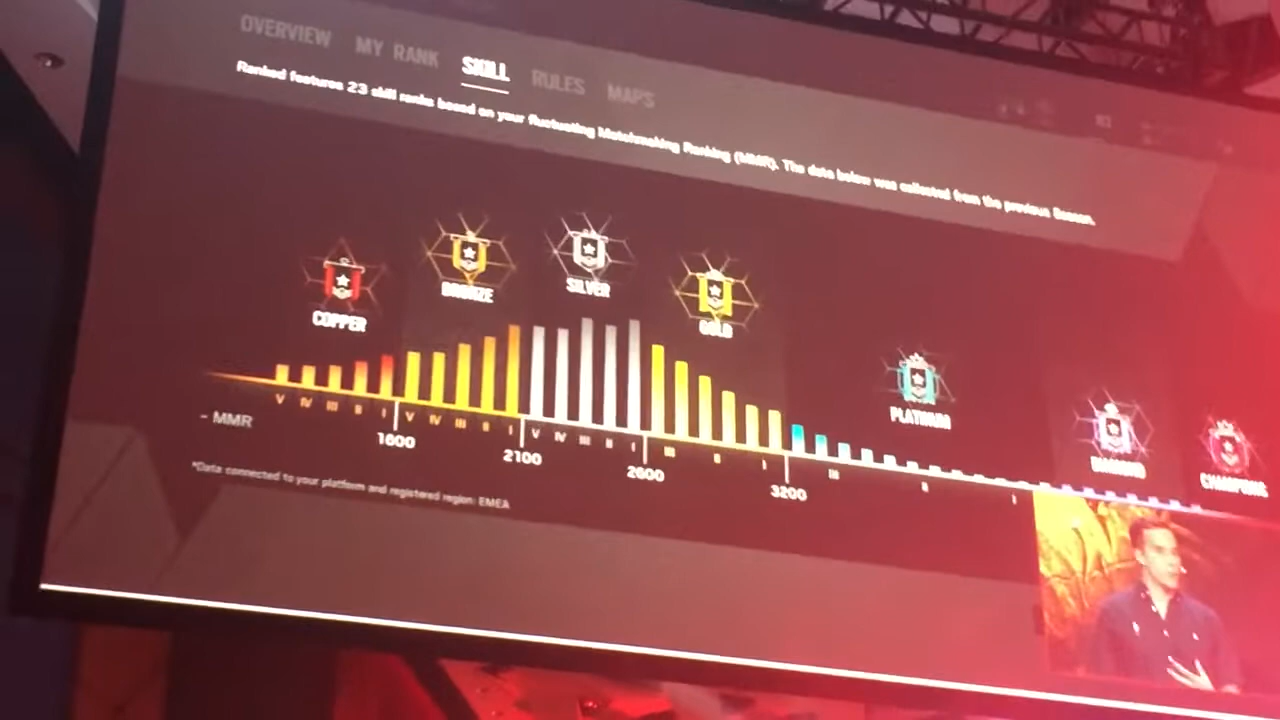 OVERVIEW MY RANK SKILL RULES MAPS
Ranked features 23 skill ranks based on your fluctuating Matchmaking Ranking (MMR). The data below was collected from the previous Season.
COPPER
BRONZE
SILVER
GOLD
PLATINUM
DIAMOND
CHAMPIONS
V IV III II I V IV III II I V IV III II I III II I III II I
- MMR
1600
2100
2600
3200
*Data connected to your platform and registered region: EMEA